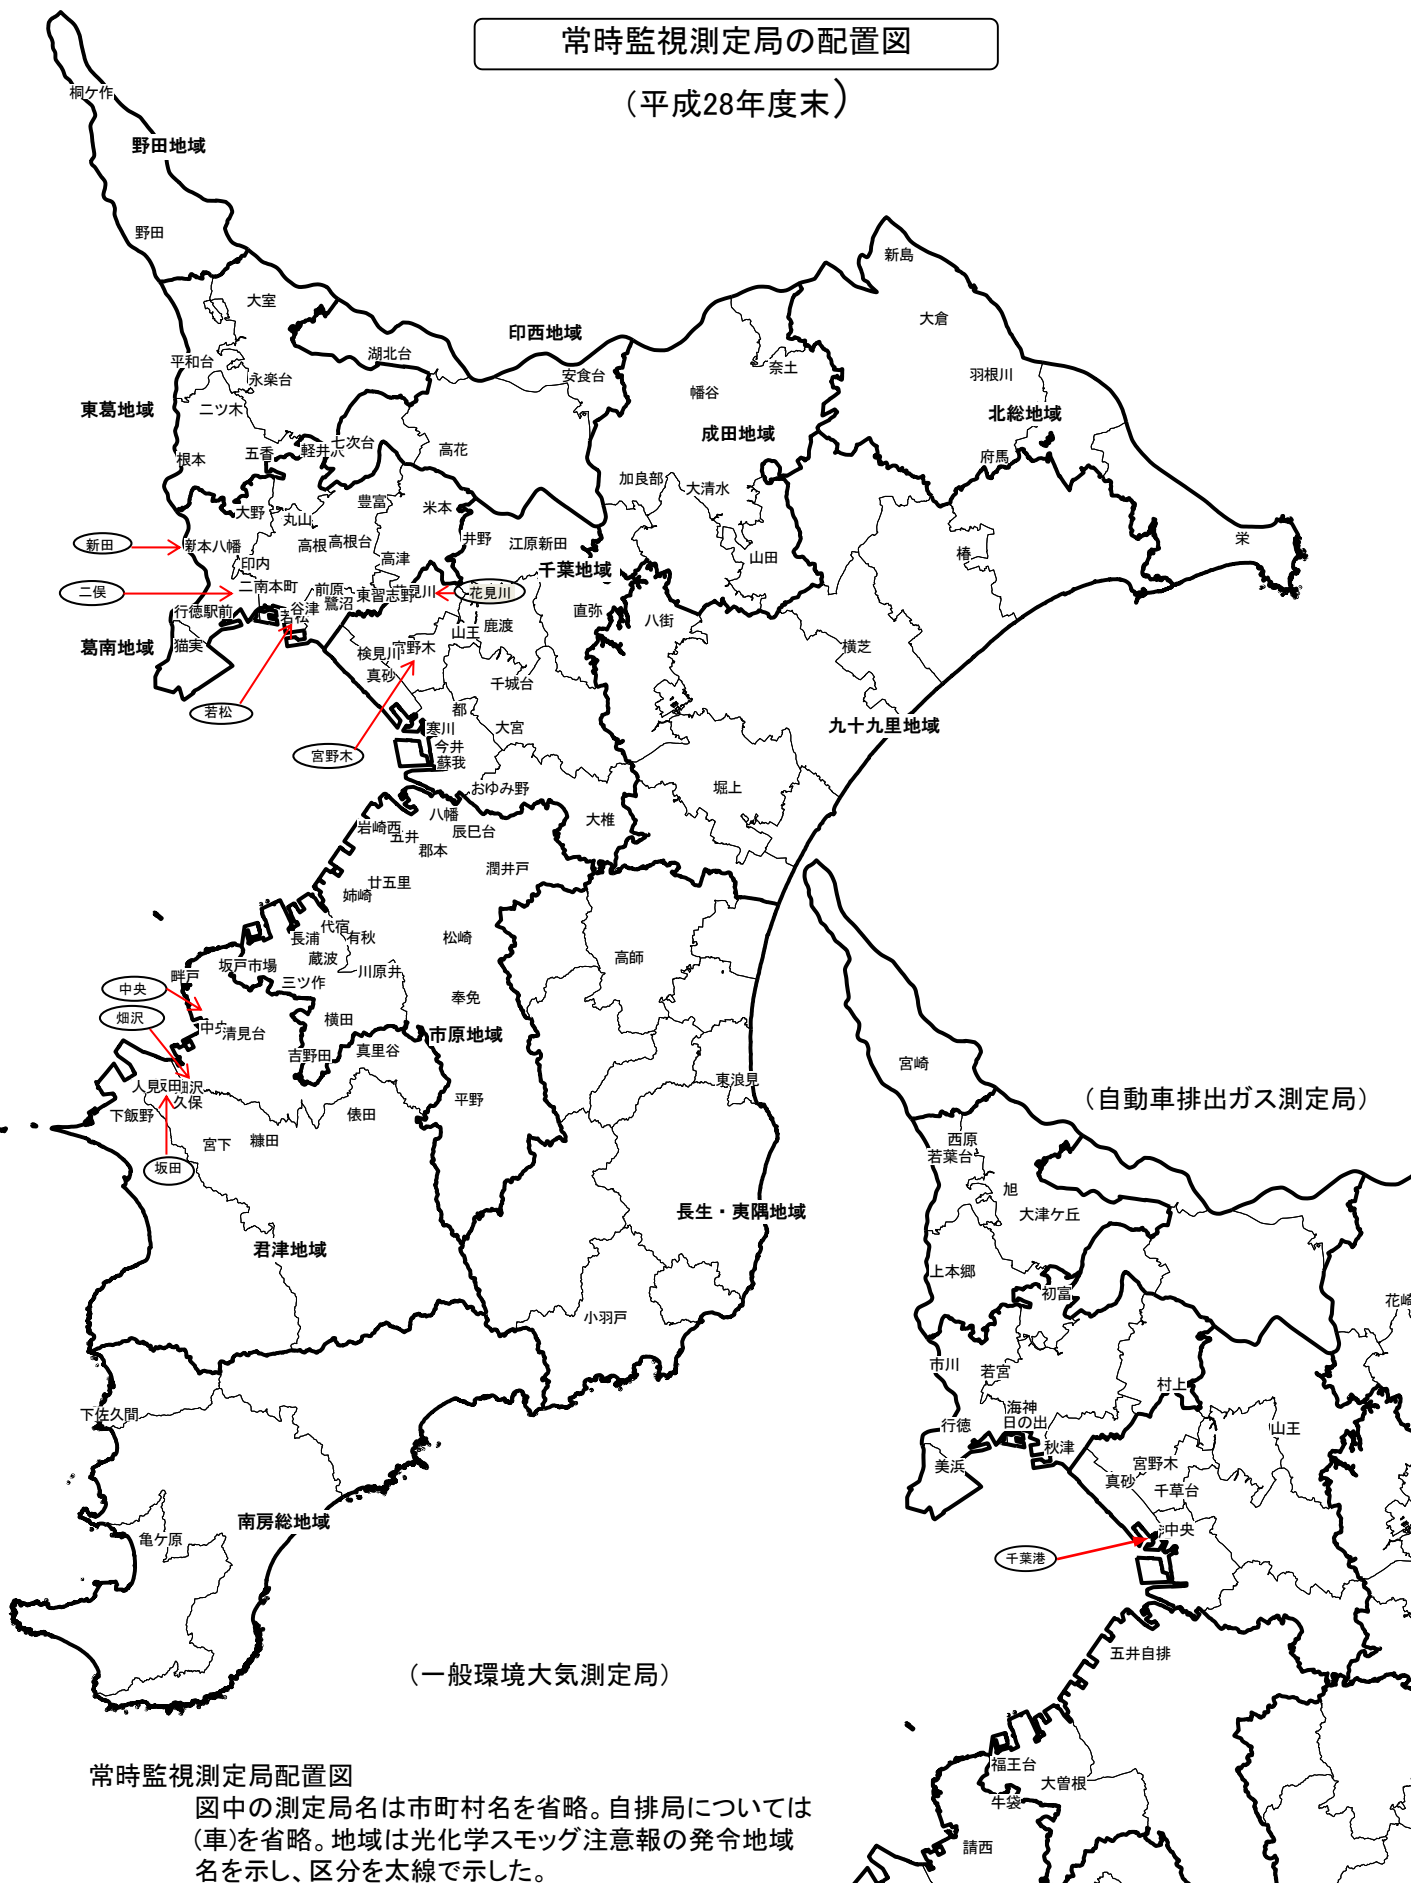 常時監視測定局の配置図
（平成28年度末）
桐ケ作
野田地域
野田
大室
印西地域
湖北台
平和台
永楽台
安食台
東葛地域
二ツ木
七次台
根本
五香
高花
新島
大倉
奈土
幡谷
羽根川
成田地域
北総地域
府馬
加良部
大清水
豊富
米本
大野
丸山
新田
本八幡
高根
高根台
井野
江原新田
栄
印内
高津
千葉地域
山田
椿
二俣
二
南本町
前原
東習志野
見川
花見川
鷺沼
行徳駅前
谷津
直弥
八街
葛南地域
猫実
山王
鹿渡
横芝
検見川
宮野木
真砂
千城台
若松
都
大宮
九十九里地域
寒川
宮野木
今井
蘇我
おゆみ野
堀上
八幡
岩崎西
五井
辰巳台
大椎
郡本
潤井戸
廿五里
姉崎
代宿
長浦
有秋
松崎
高師
蔵波
坂戸市場
川原井
畔戸
三ツ作
中央
奉免
畑沢
横田
中央
清見台
市原地域
吉野田
真里谷
宮崎
東浪見
（自動車排出ガス測定局）
人見
坂田
畑沢
久保
下飯野
俵田
平野
宮下
糠田
西原
若葉台
坂田
旭
長生・夷隅地域
大津ケ丘
君津地域
上本郷
初富
小羽戸
花崎
市川
若宮
村上
下佐久間
海神
日の出
行徳
山王
秋津
美浜
宮野木
真砂
千草台
南房総地域
亀ケ原
中央
千葉港
（一般環境大気測定局）
五井自排
常時監視測定局配置図
福王台
大曽根
図中の測定局名は市町村名を省略。自排局については
牛袋
（車）を省略。地域は光化学スモッグ注意報の発令地域
請西
名を示し、区分を太線で示した。